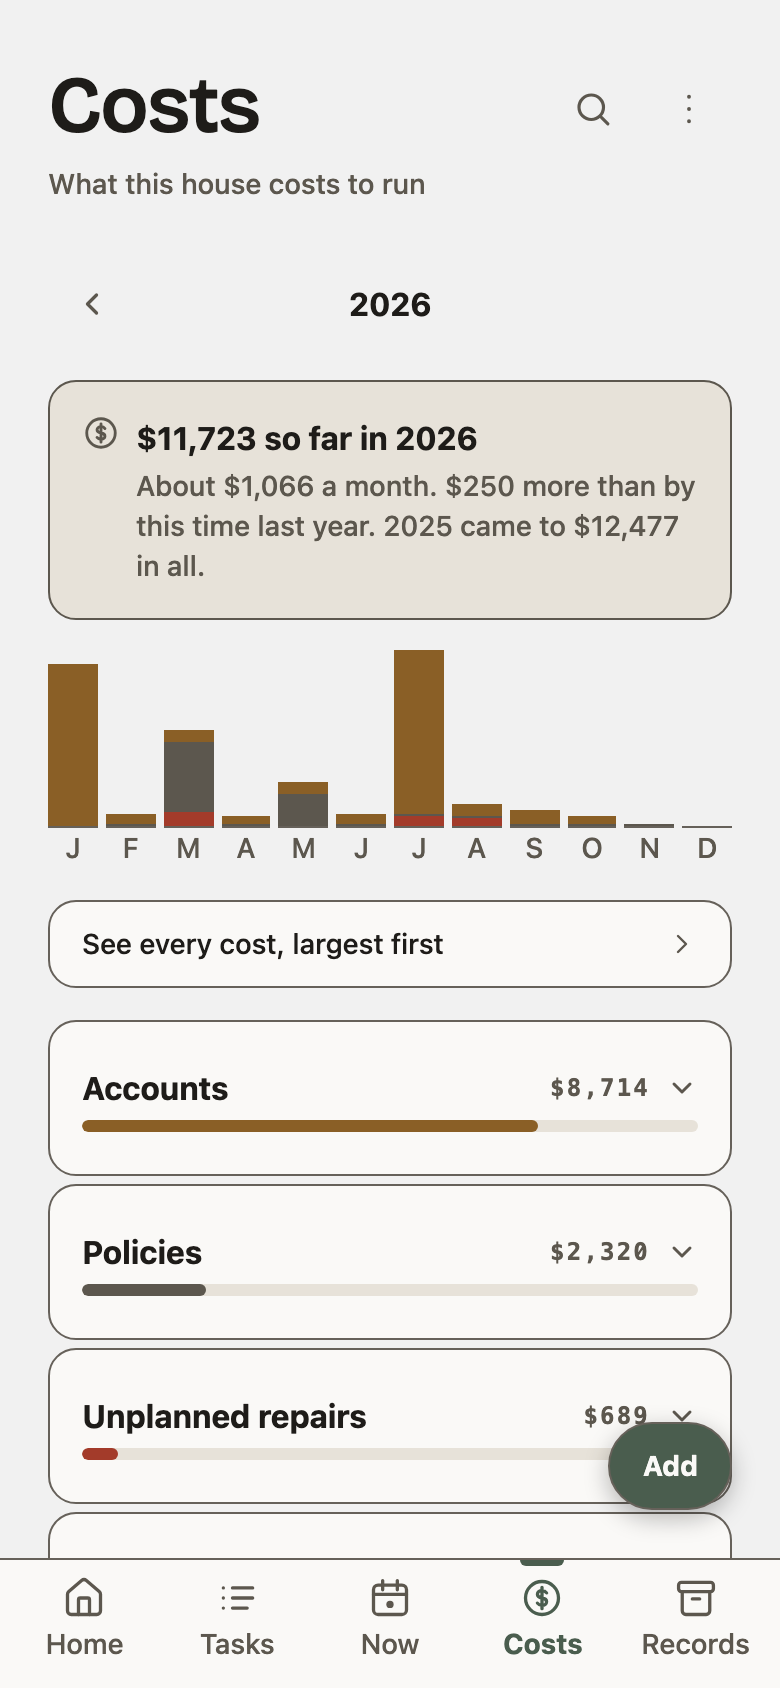 Costs
What this house costs to run
2026
$11,723 so far in 2026
About $1,066 a month. $250 more than by
this time last year. 2025 came to $12,477
in all.
J F M A M J J A S O N D
See every cost, largest first
Accounts $8,714
Policies $2,320
Unplanned repairs $689
Add
Home Tasks Now Costs Records